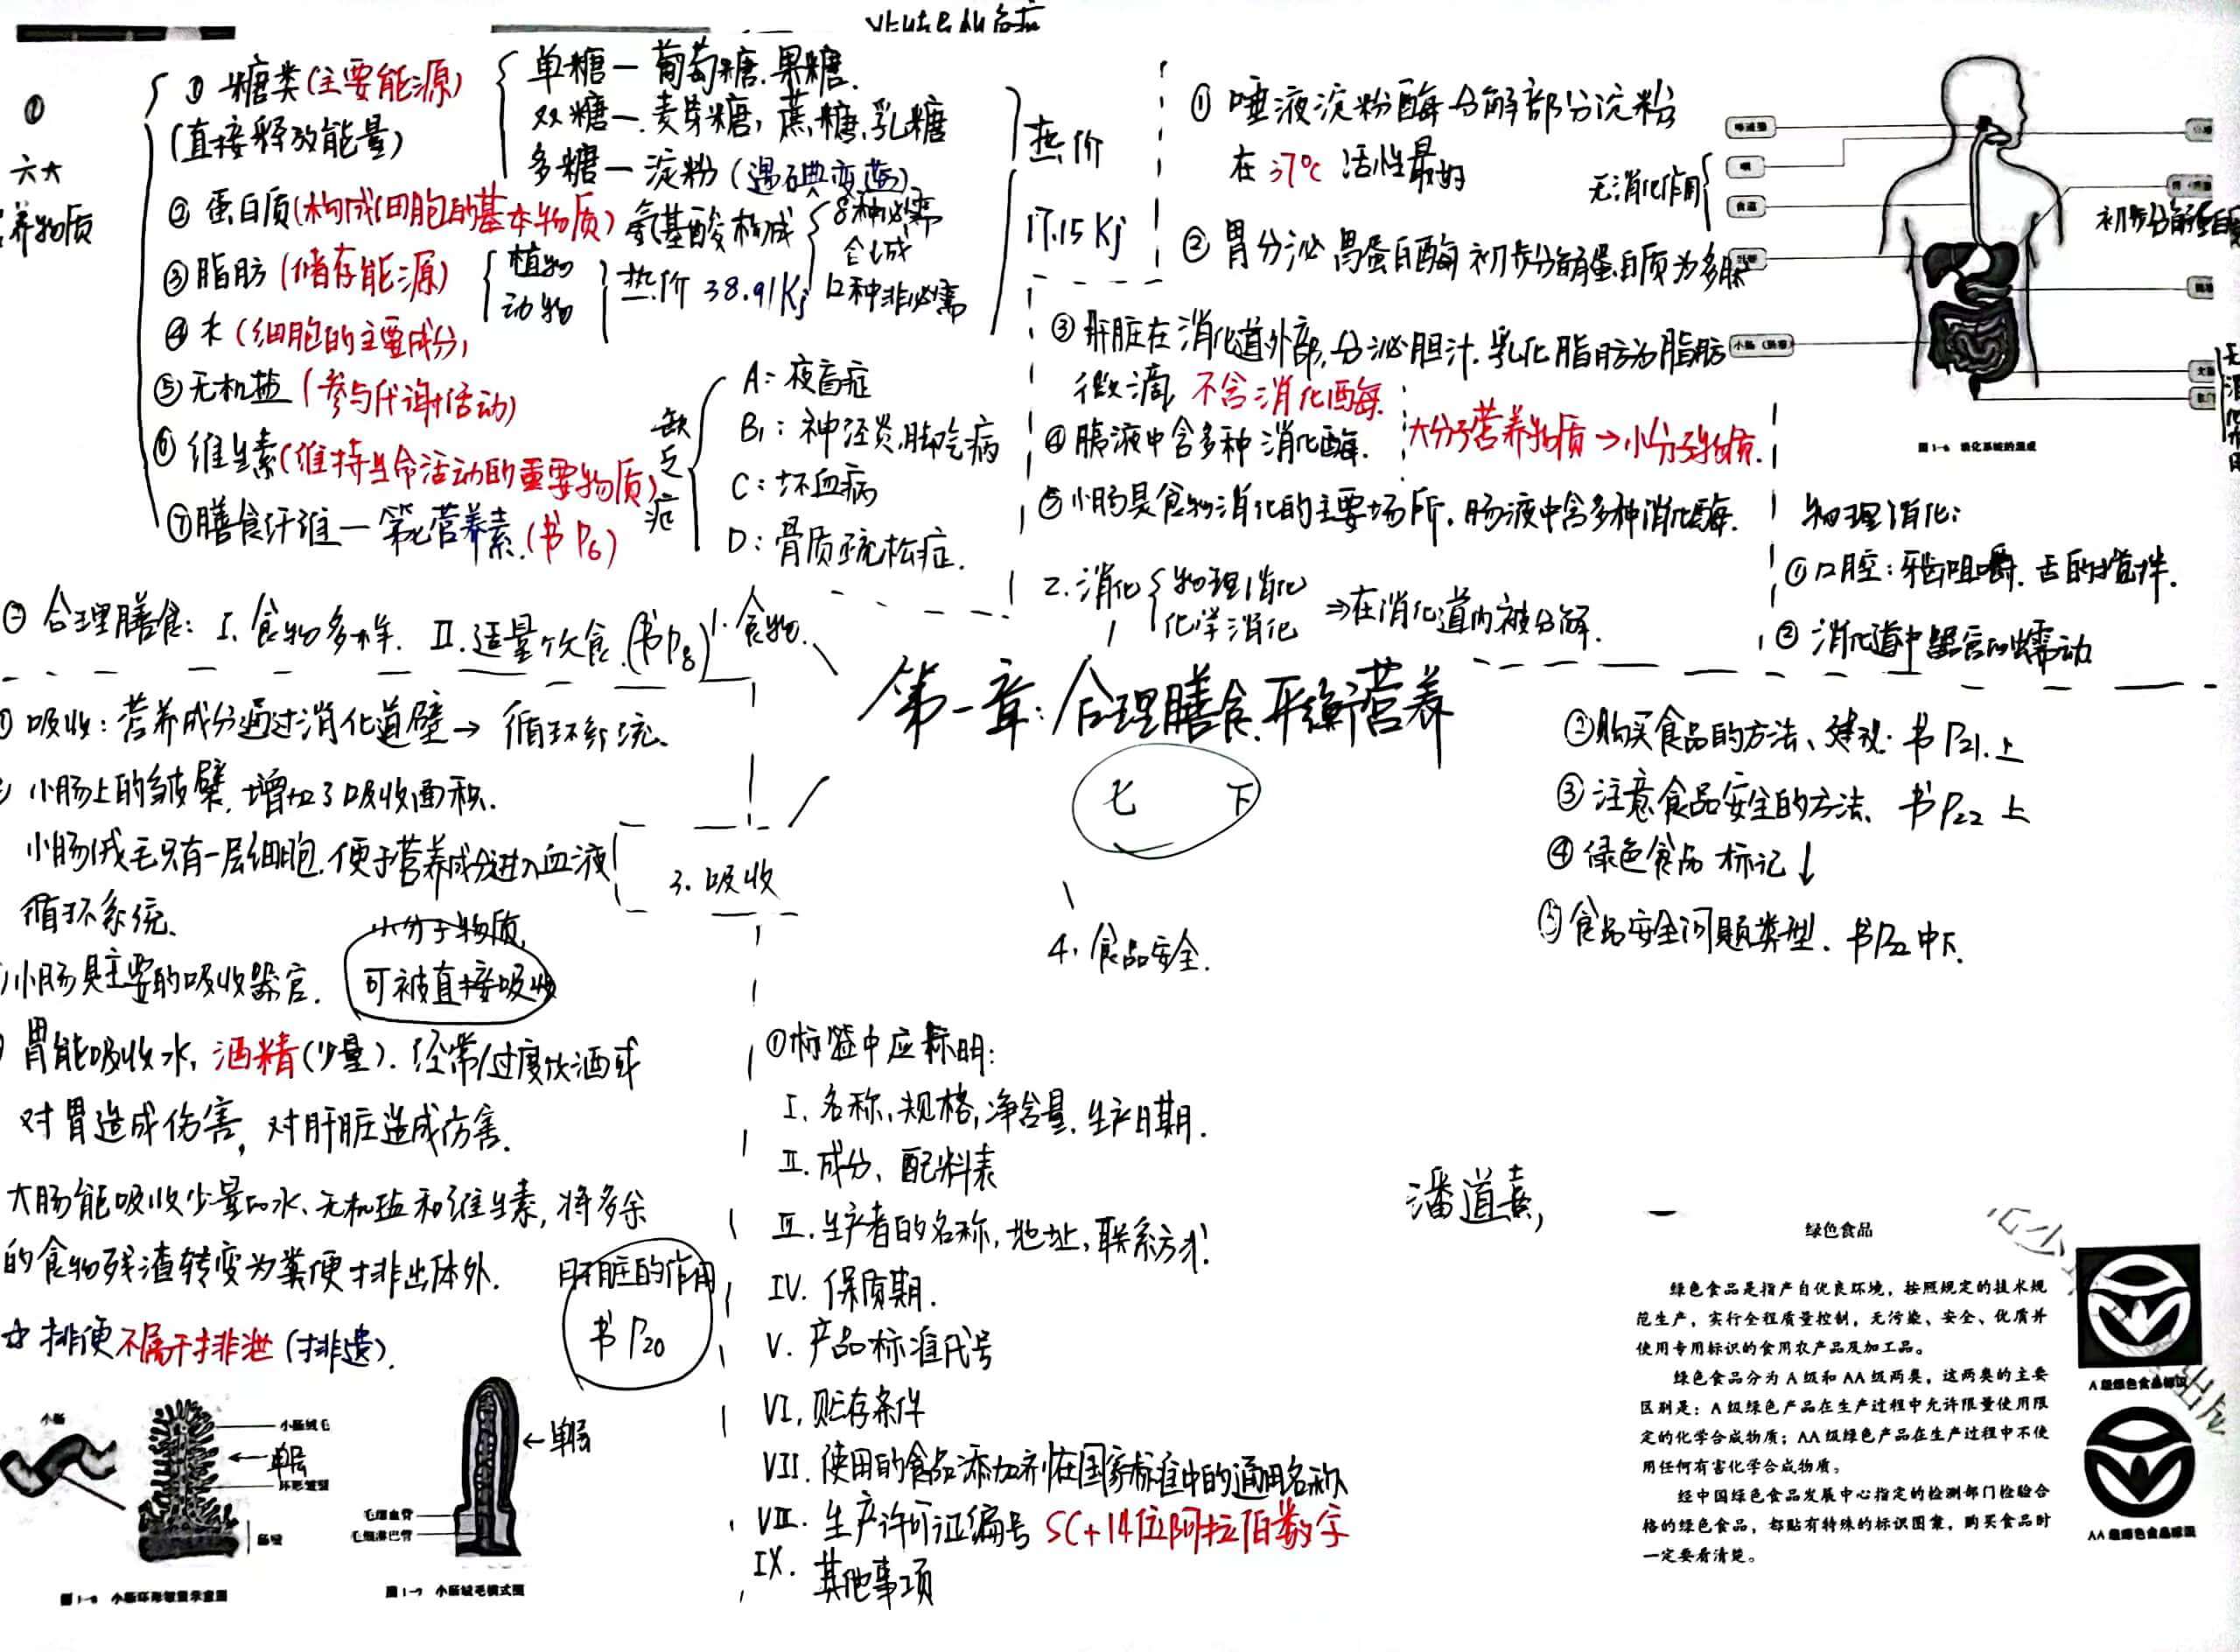 第一章:合理膳食、平衡营养
七 下
1.食物
①
六大
养物质
①糖类(主要能源)
(直接释放能量)
单糖—葡萄糖、果糖.
双糖—麦芽糖,蔗糖、乳糖
多糖—淀粉(遇碘变蓝)
②蛋白质(构成细胞的基本物质)氨基酸构成
8种必需
合成
12种非必需
热价
17.15 Kj
③脂肪(储存能源)
植物
动物
热价 38.91Kj
④水(细胞的主要成分)
⑤无机盐(参与代谢活动)
⑥维生素(维持生命活动的重要物质)
⑦膳食纤维—第七营养素.(书P6)
缺乏症
A:夜盲症
B1:神经炎,脚气病
C:坏血病
D:骨质疏松症.
合理膳食:I.食物多样. II.适量饮食.(书P8)
①唾液淀粉酶分解部分淀粉
在37℃活性最好
②胃分泌胃蛋白酶初步分解蛋白质为多肽
③肝脏在消化道外部,分泌胆汁.乳化脂肪为脂肪
微滴,不含消化酶.
④胰液中含多种消化酶.
大分子营养物质→小分子物质.
⑤小肠是食物消化的主要场所,肠液中含多种消化酶.
2.消化
物理消化
化学消化
⇒在消化道内被分解.
无消化作用
咽
食道
小肠
初步分解蛋白
图1-6 消化系统的组成
物理消化:
①口腔:牙齿咀嚼.舌的搅拌.
②消化道中器官的蠕动
3.吸收
吸收:营养成分通过消化道壁→循环系统.
小肠上的皱襞,增加了吸收面积.
小肠绒毛只有一层细胞.便于营养成分进入血液
循环系统.
小肠是主要的吸收器官.
小分子物质,
可被直接吸收
胃能吸收水,酒精(少量).经常/过度饮酒或
对胃造成伤害,对肝脏造成伤害.
大肠能吸收少量的水、无机盐和维生素,将多余
的食物残渣转变为粪便排出体外.
☆排便不属于排泄(排遗).
肝脏的作用
书P20
小肠
小肠绒毛
←单层
环形皱襞
肠壁
图1-8 小肠环形皱襞示意图
←单层
毛细血管
毛细淋巴管
图1-9 小肠绒毛模式图
4.食品安全.
①标签中应标明:
I.名称,规格,净含量.生产日期.
II.成分、配料表
III.生产者的名称,地址,联系方式.
IV.保质期.
V.产品标准代号
VI.贮存条件
VII.使用的食品添加剂在国家标准中的通用名称
VII.生产许可证编号 SC+14位阿拉伯数字
IX.其他事项
②购买食品的方法、建议.书P21.上
③注意食品安全的方法、书P22上
④绿色食品标记↓
⑤食品安全问题类型.书P22中下.
潘道熹,
绿色食品
绿色食品是指产自优良环境,按照规定的技术规
范生产,实行全程质量控制,无污染、安全、优质并
使用专用标识的食用农产品及加工品。
绿色食品分为 A 级和 AA 级两类,这两类的主要
区别是:A 级绿色产品在生产过程中允许限量使用限
定的化学合成物质;AA 级绿色产品在生产过程中不使
用任何有害化学合成物质。
经中国绿色食品发展中心指定的检测部门检验合
格的绿色食品,都贴有特殊的标识图案,购买食品时
一定要看清楚。
A 级绿色食品标识
AA 级绿色食品标识